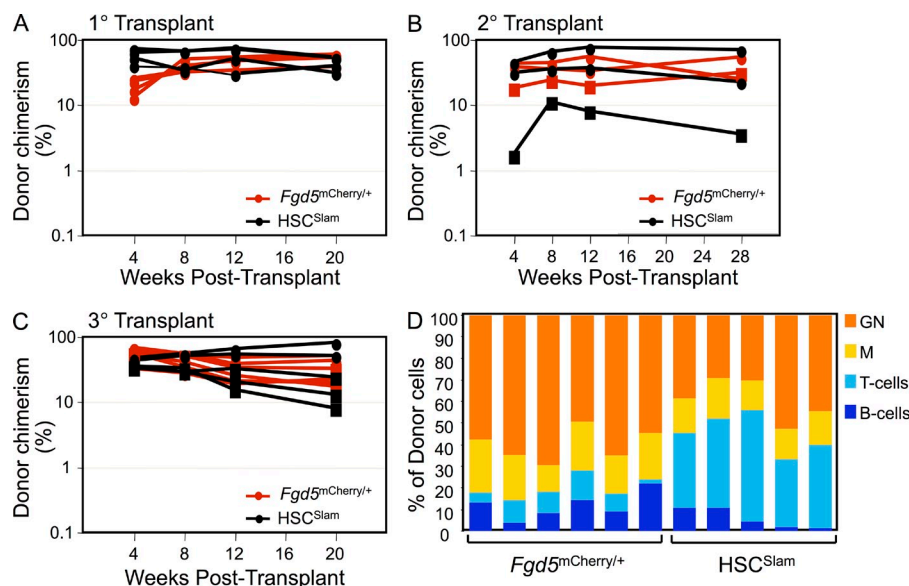 A
1° Transplant
Donor chimerism
(%)
100
10
1
0.1
Fgd5mCherry/+
HSCSlam
4 8 12 16 20
Weeks Post-Transplant
B
2° Transplant
Donor chimerism
(%)
100
10
1
0.1
Fgd5mCherry/+
HSCSlam
4 8 12 16 20 24 28
Weeks Post-Transplant
C
3° Transplant
Donor chimerism
(%)
100
10
1
0.1
Fgd5mCherry/+
HSCSlam
4 8 12 16 20
Weeks Post-Transplant
D
% of Donor cells
100
90
80
70
60
50
40
30
20
10
0
GN
M
T-cells
B-cells
Fgd5mCherry/+
HSCSlam